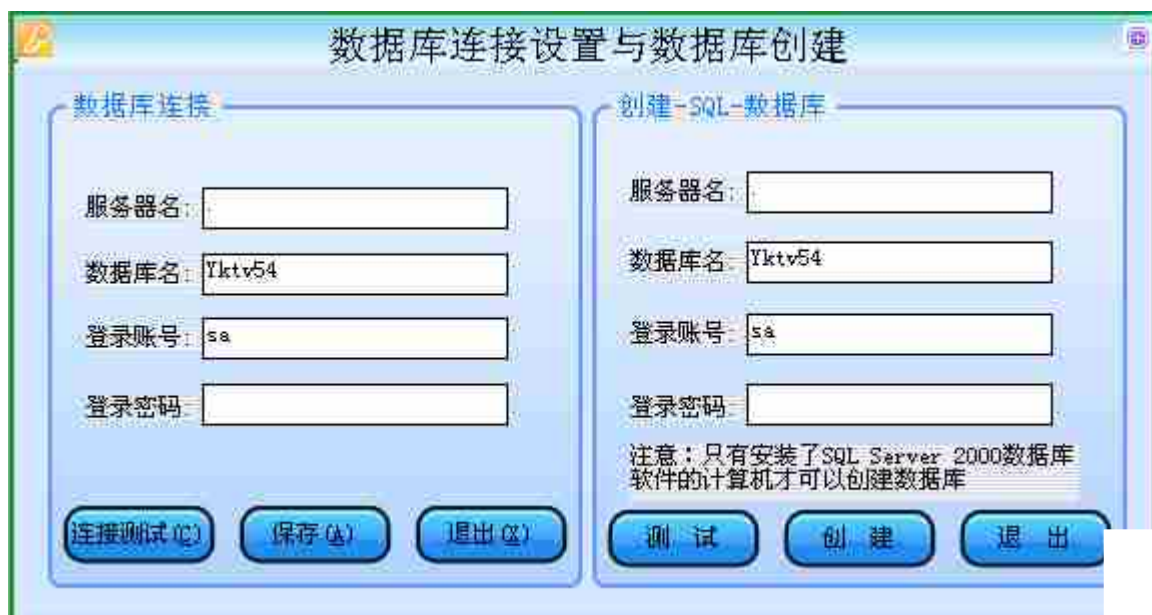 数据库连接设置与数据库创建
数据库连接
服务器名: .
数据库名: Yktv54
登录账号: sa
登录密码:
连接测试(C) 保存(A) 退出(X)
创建-SQL-数据库
服务器名: .
数据库名: Yktv54
登录账号: sa
登录密码:
注意:只有安装了SQL Server 2000数据库
软件的计算机才可以创建数据库
测 试 创 建 退 出